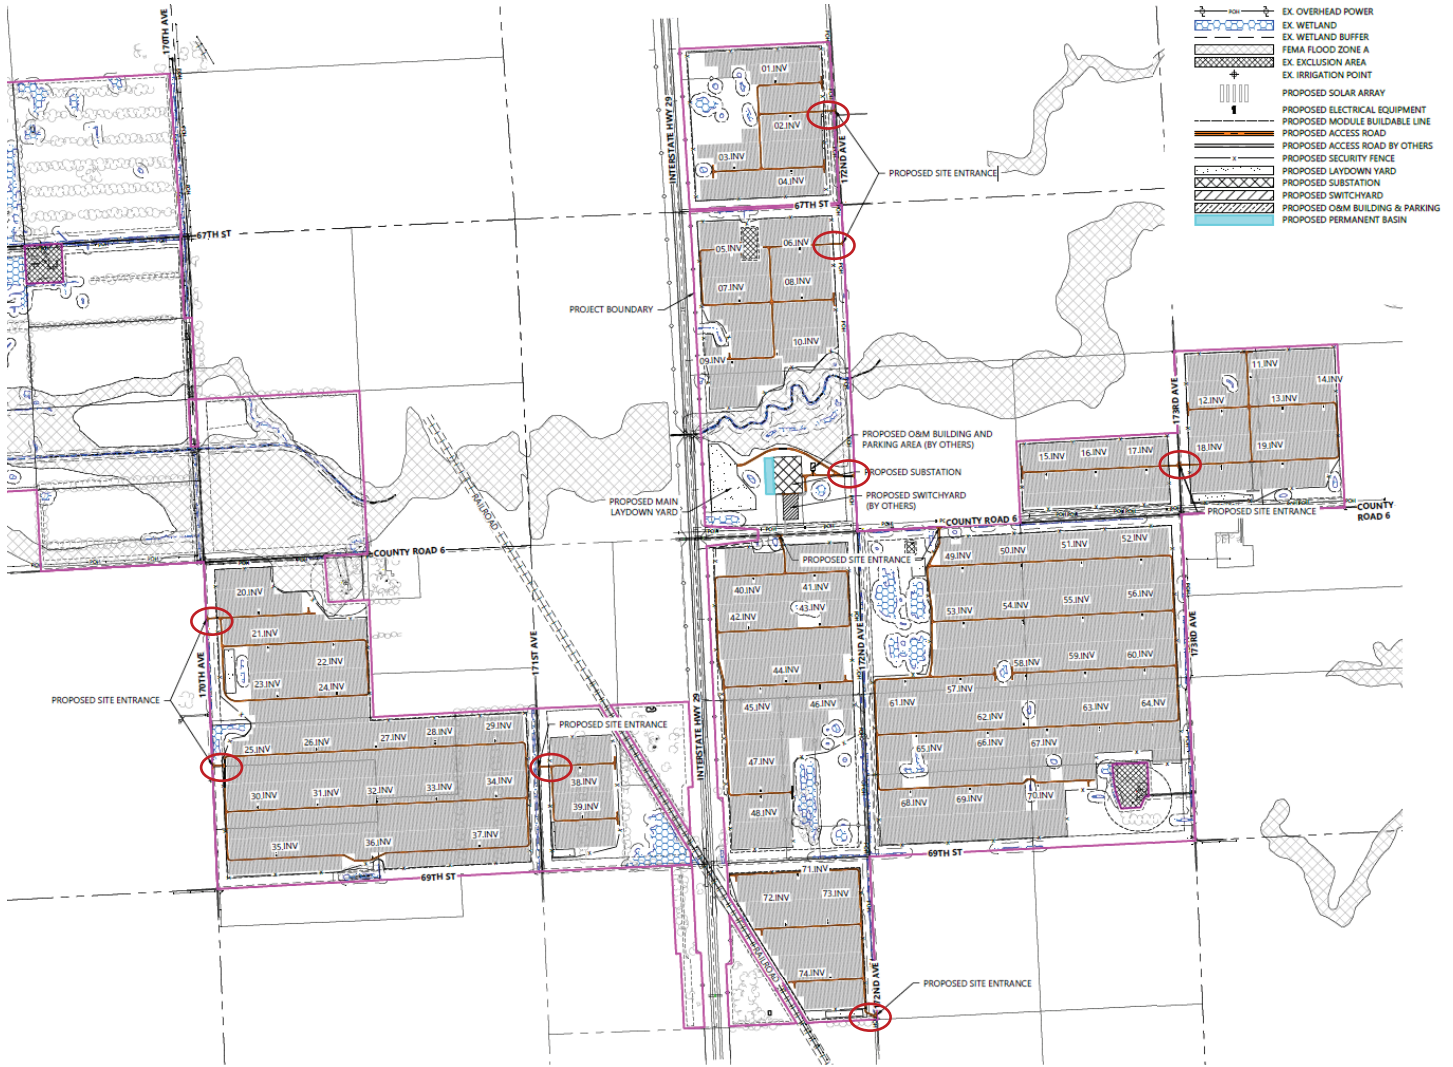 EX. OVERHEAD POWER
EX. WETLAND
EX. WETLAND BUFFER
FEMA FLOOD ZONE A
EX. EXCLUSION AREA
EX. IRRIGATION POINT
PROPOSED SOLAR ARRAY
PROPOSED ELECTRICAL EQUIPMENT
PROPOSED MODULE BUILDABLE LINE
PROPOSED ACCESS ROAD
PROPOSED ACCESS ROAD BY OTHERS
PROPOSED SECURITY FENCE
PROPOSED LAYDOWN YARD
PROPOSED SUBSTATION
PROPOSED SWITCHYARD
PROPOSED O&M BUILDING & PARKING
PROPOSED PERMANENT BASIN
170TH AVE
INTERSTATE HWY 29
01.INV
02.INV
03.INV
04.INV
172ND AVE
PROPOSED SITE ENTRANCE
67TH ST
67TH ST
05.INV
06.INV
07.INV
08.INV
09.INV
10.INV
PROJECT BOUNDARY
173RD AVE
11.INV
12.INV
13.INV
14.INV
15.INV
16.INV
17.INV
18.INV
19.INV
PROPOSED O&M BUILDING AND
PARKING AREA (BY OTHERS)
PROPOSED SUBSTATION
PROPOSED SWITCHYARD
(BY OTHERS)
PROPOSED MAIN
LAYDOWN YARD
RAILROAD
PROPOSED SITE ENTRANCE
COUNTY
ROAD 6
COUNTY ROAD 6
COUNTY ROAD 6
PROPOSED SITE ENTRANCE
20.INV
21.INV
22.INV
23.INV
24.INV
170TH AVE
PROPOSED SITE ENTRANCE
171ST AVE
PROPOSED SITE ENTRANCE
25.INV
26.INV
27.INV
28.INV
29.INV
30.INV
31.INV
32.INV
33.INV
34.INV
35.INV
36.INV
37.INV
38.INV
39.INV
69TH ST
INTERSTATE HWY 29
40.INV
41.INV
42.INV
43.INV
44.INV
45.INV
46.INV
47.INV
48.INV
172ND AVE
49.INV
50.INV
51.INV
52.INV
53.INV
54.INV
55.INV
56.INV
57.INV
58.INV
59.INV
60.INV
61.INV
62.INV
63.INV
64.NV
65.INV
66.INV
67.INV
68.INV
69.INV
70.INV
173RD AVE
69TH ST
71.INV
72.INV
73.INV
74.INV
RAILROAD
172ND AVE
PROPOSED SITE ENTRANCE